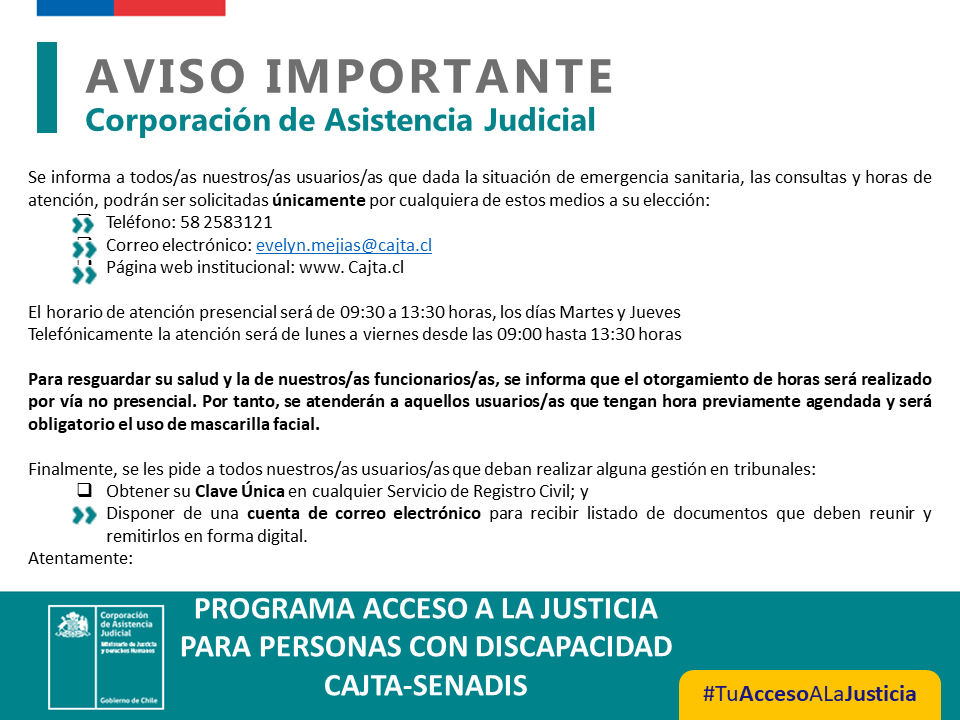 AVISO IMPORTANTE
Corporación de Asistencia Judicial
Se informa a todos/as nuestros/as usuarios/as que dada la situación de emergencia sanitaria, las consultas y horas de
atención, podrán ser solicitadas únicamente por cualquiera de estos medios a su elección:
Teléfono: 58 2583121
Correo electrónico: evelyn.mejias@cajta.cl
Página web institucional: www. Cajta.cl
El horario de atención presencial será de 09:30 a 13:30 horas, los días Martes y Jueves
Telefónicamente la atención será de lunes a viernes desde las 09:00 hasta 13:30 horas
Para resguardar su salud y la de nuestros/as funcionarios/as, se informa que el otorgamiento de horas será realizado
por vía no presencial. Por tanto, se atenderán a aquellos usuarios/as que tengan hora previamente agendada y será
obligatorio el uso de mascarilla facial.
Finalmente, se les pide a todos nuestros/as usuarios/as que deban realizar alguna gestión en tribunales:
Obtener su Clave Única en cualquier Servicio de Registro Civil; y
Disponer de una cuenta de correo electrónico para recibir listado de documentos que deben reunir y
remitirlos en forma digital.
Atentamente:
Corporación
de Asistencia
Judicial
Ministerio de Justicia
y Derechos Humanos
Gobierno de Chile
PROGRAMA ACCESO A LA JUSTICIA
PARA PERSONAS CON DISCAPACIDAD
CAJTA-SENADIS
#TuAccesoALaJusticia